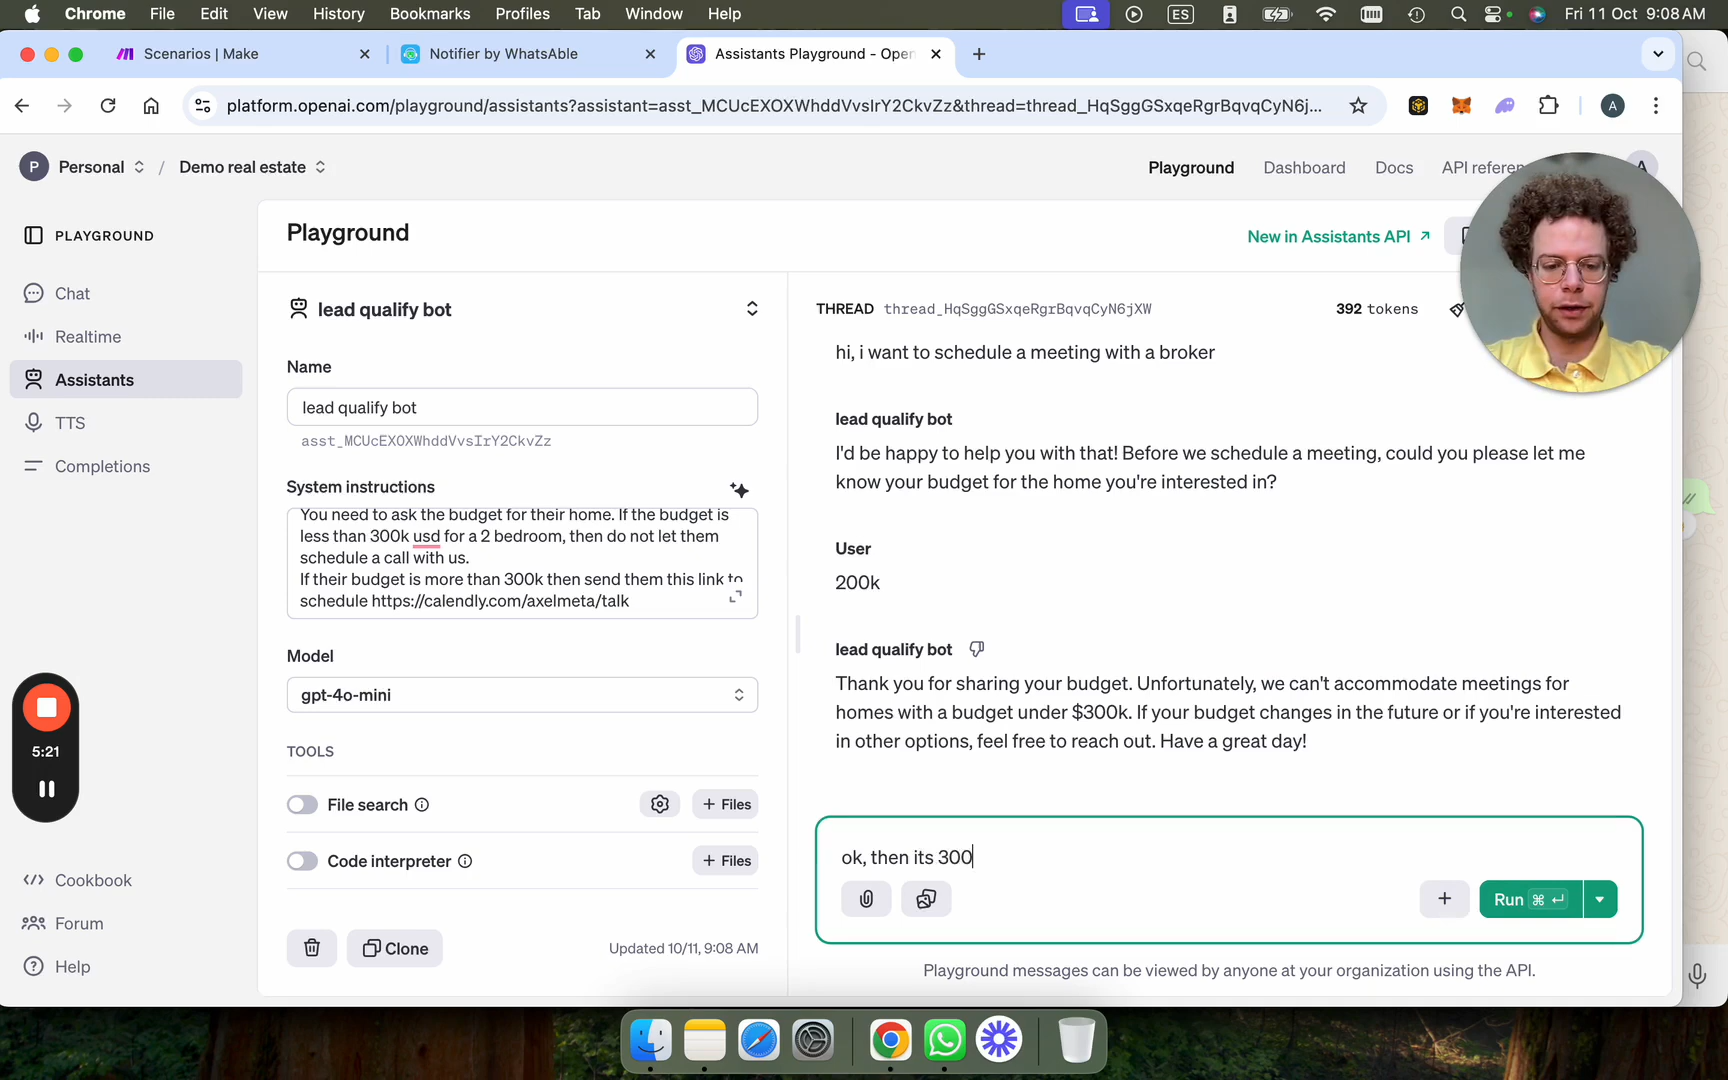 Chrome File Edit View History Bookmarks Profiles Tab Window Help
ES
Fri 11 Oct 9:08 AM
Scenarios | Make
Notifier by WhatsAble
Assistants Playground - Open
platform.openai.com/playground/assistants?assistant=asst_MCUcEXOXWhddVvsIrY2CkvZz&thread=thread_HqSggGSxqeRgrBqvqCyN6j...
A
P Personal / Demo real estate
Playground Dashboard Docs API referen
A
PLAYGROUND
Chat
Realtime
Assistants
TTS
Completions
Cookbook
Forum
Help
5:21
Playground
New in Assistants API
lead qualify bot
Name
lead qualify bot
asst_MCUcEXOXWhddVvsIrY2CkvZz
System instructions
You need to ask the budget for their home. If the budget is
less than 300k usd for a 2 bedroom, then do not let them
schedule a call with us.
If their budget is more than 300k then send them this link to
schedule https://calendly.com/axelmeta/talk
Model
gpt-4o-mini
TOOLS
File search
+ Files
Code interpreter
+ Files
Clone
Updated 10/11, 9:08 AM
THREAD thread_HqSggGSxqeRgrBqvqCyN6jXW
392 tokens
hi, i want to schedule a meeting with a broker
lead qualify bot
I'd be happy to help you with that! Before we schedule a meeting, could you please let me
know your budget for the home you're interested in?
User
200k
lead qualify bot
Thank you for sharing your budget. Unfortunately, we can't accommodate meetings for
homes with a budget under $300k. If your budget changes in the future or if you're interested
in other options, feel free to reach out. Have a great day!
ok, then its 300
Run ⌘ ↵
Playground messages can be viewed by anyone at your organization using the API.